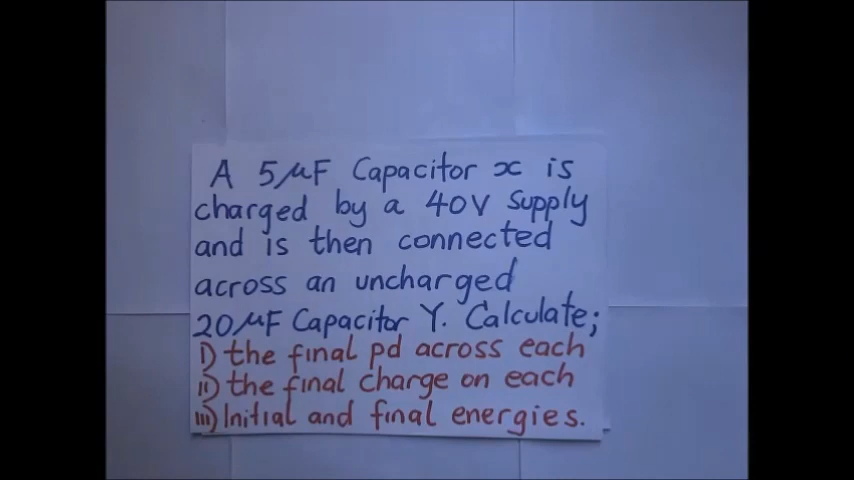 A 5μF Capacitor x is
charged by a 40V supply
and is then connected
across an uncharged
20μF Capacitor Y. Calculate;
i) the final pd across each
ii) the final charge on each
iii) Initial and final energies.